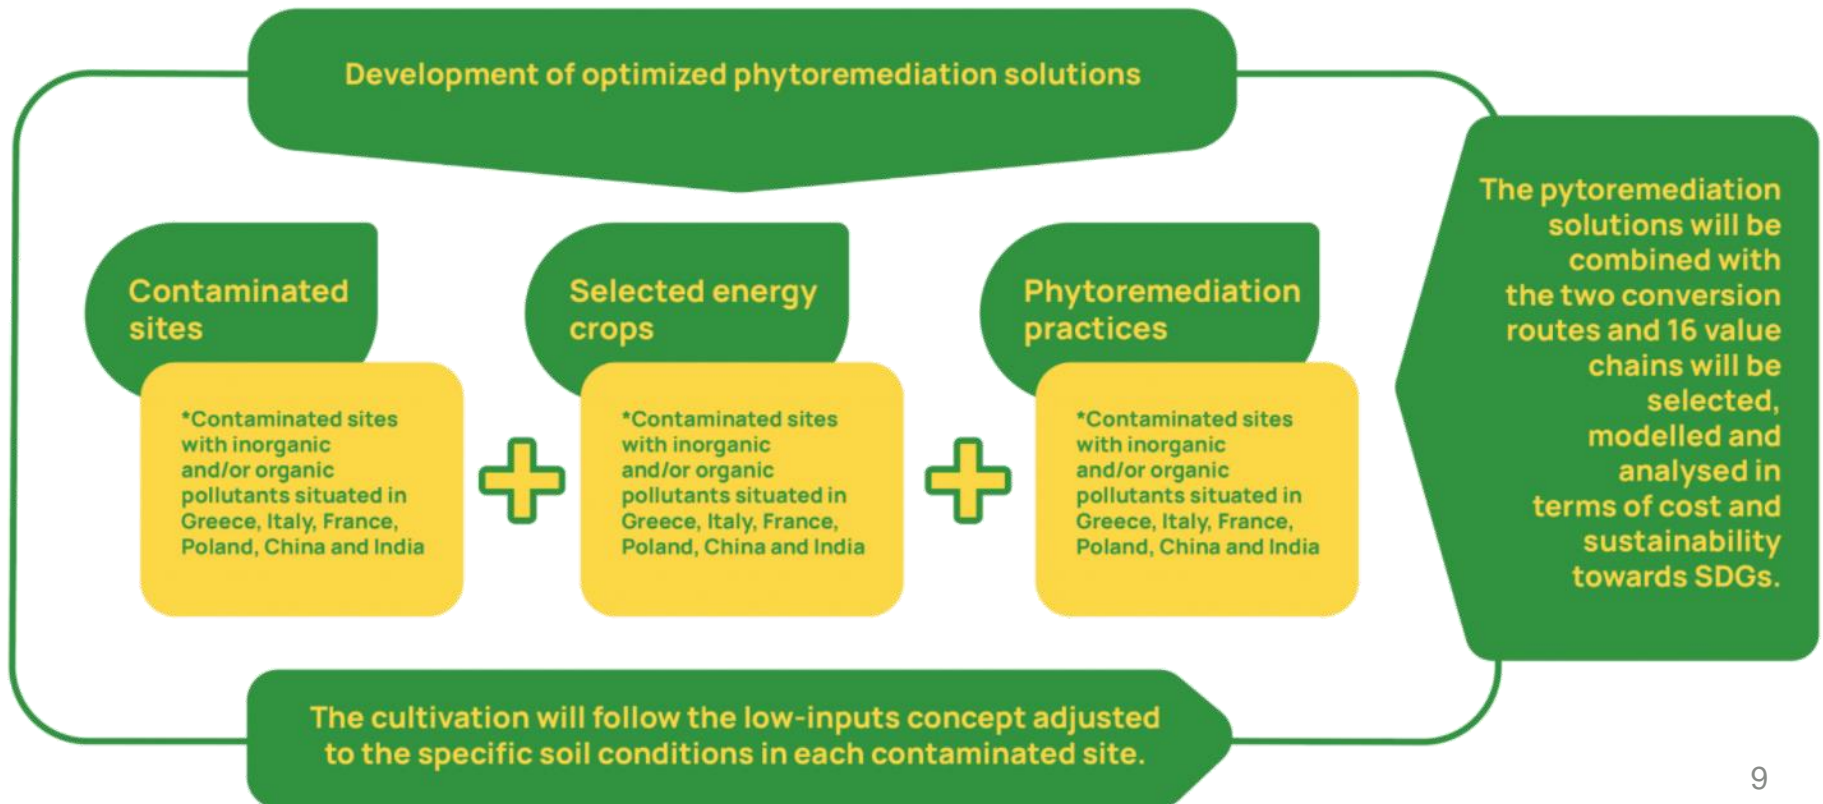 Development of optimized phytoremediation solutions
Contaminated
sites
*Contaminated sites
with inorganic
and/or organic
pollutants situated in
Greece, Italy, France,
Poland, China and India
Selected energy
crops
*Contaminated sites
with inorganic
and/or organic
pollutants situated in
Greece, Italy, France,
Poland, China and India
Phytoremediation
practices
*Contaminated sites
with inorganic
and/or organic
pollutants situated in
Greece, Italy, France,
Poland, China and India
The pytoremediation
solutions will be
combined with
the two conversion
routes and 16 value
chains will be
selected,
modelled and
analysed in
terms of cost and
sustainability
towards SDGs.
The cultivation will follow the low-inputs concept adjusted
to the specific soil conditions in each contaminated site.
9